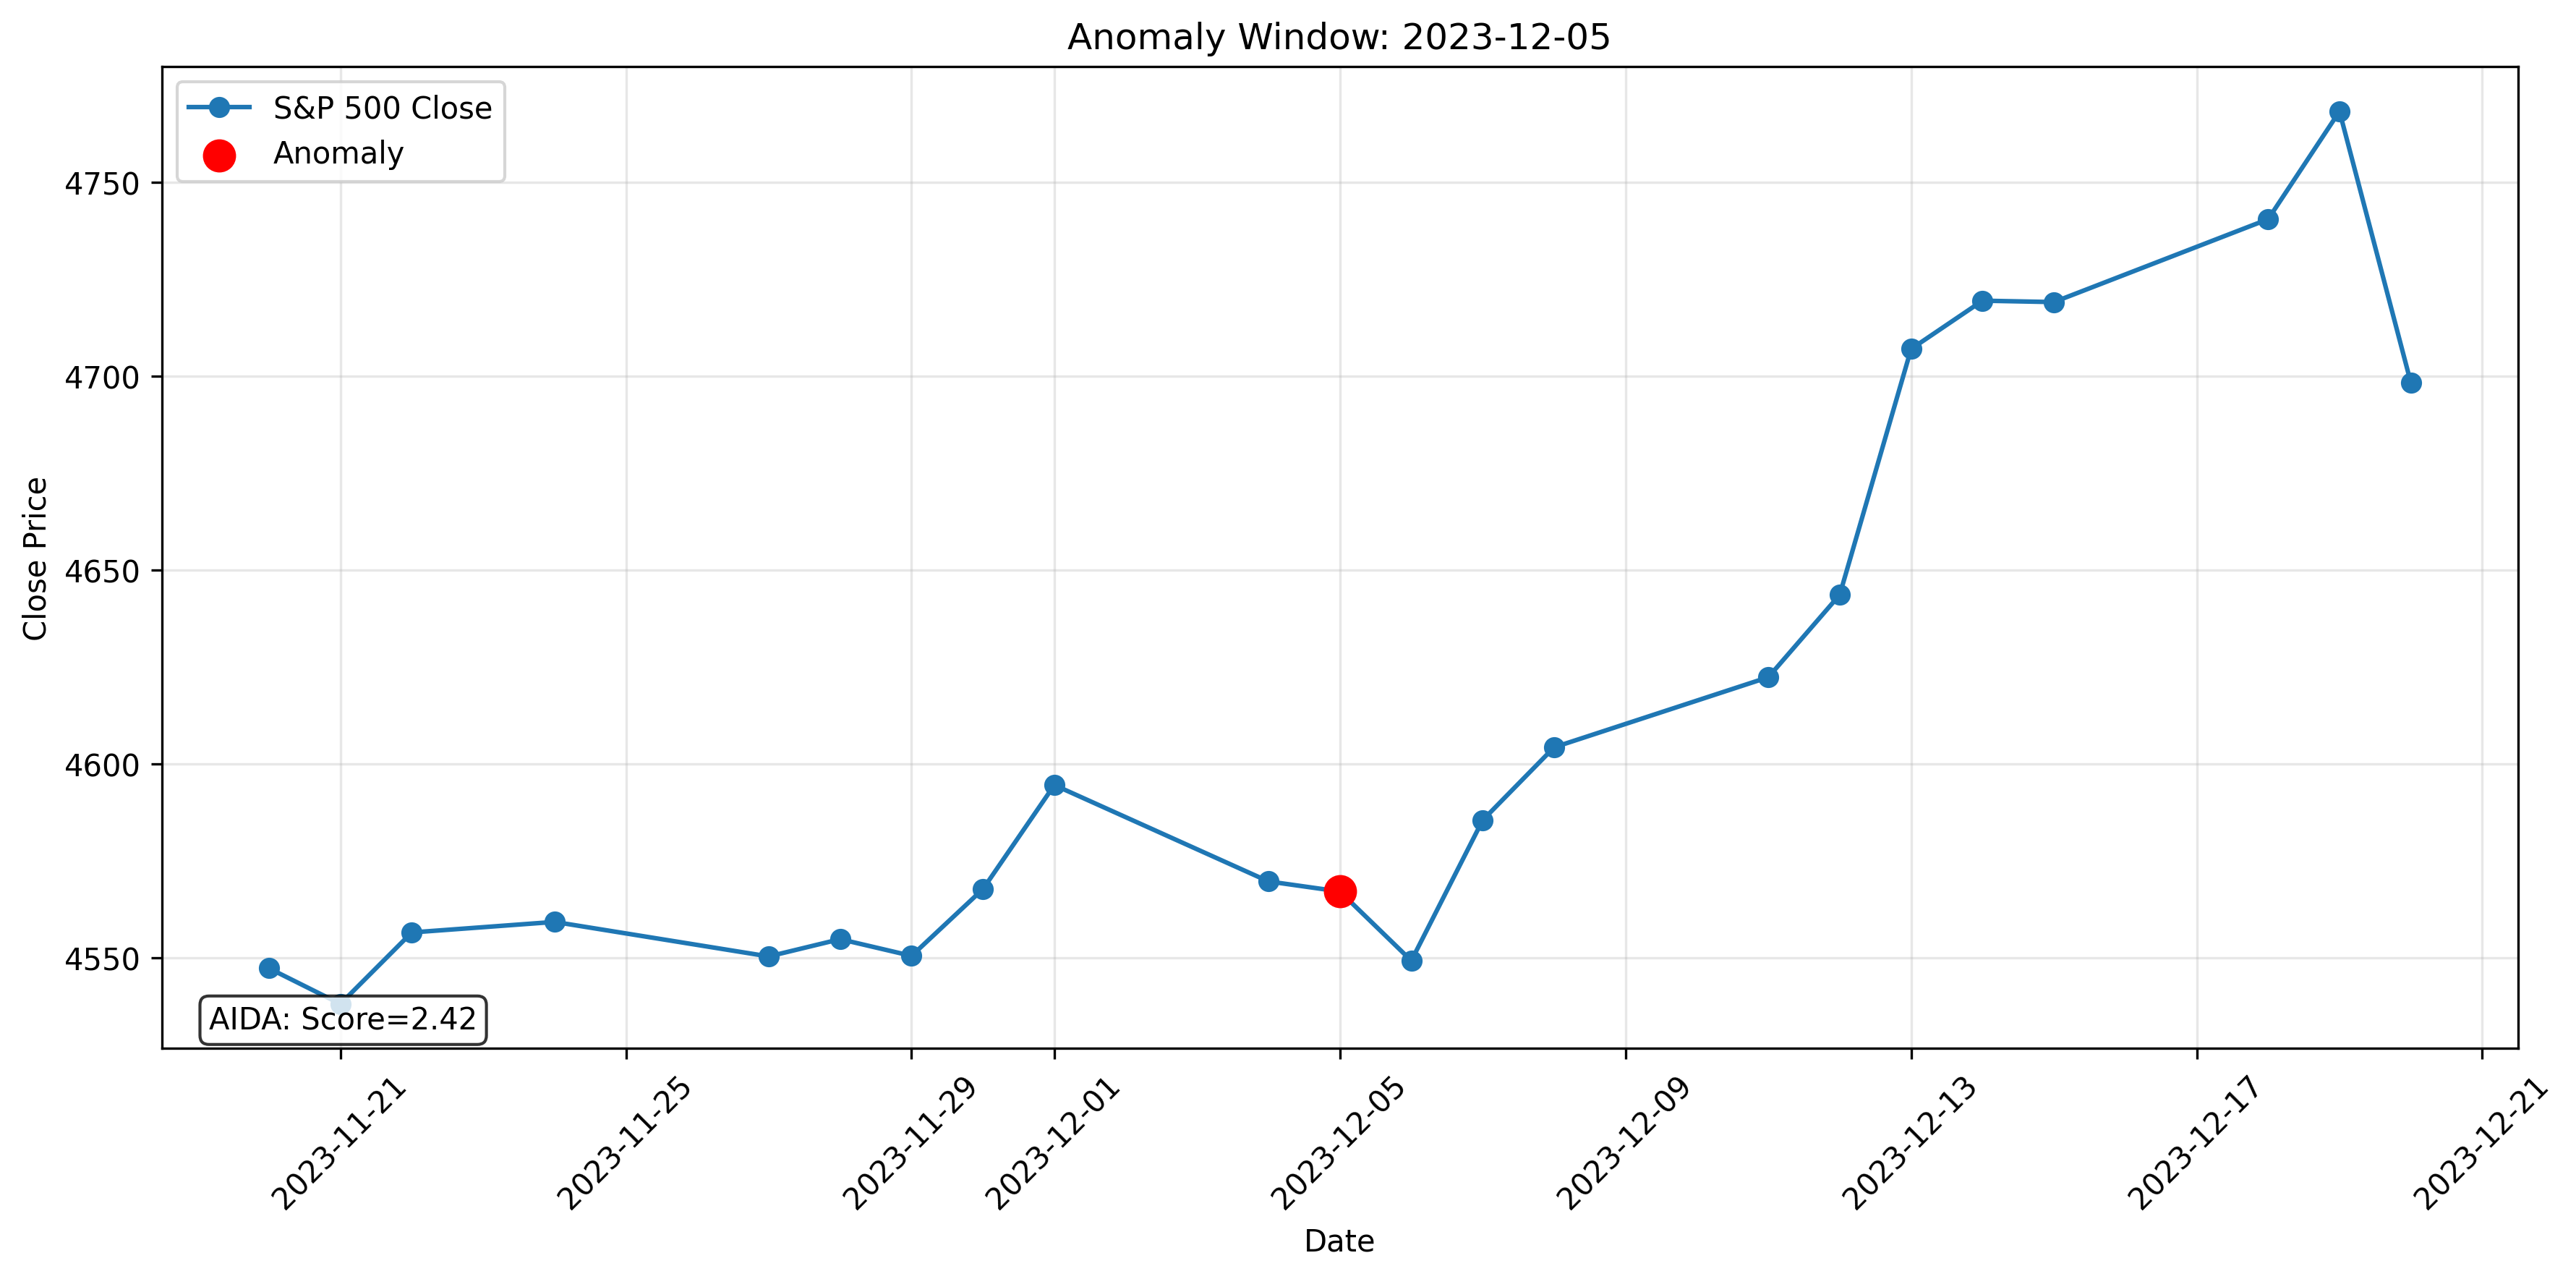 Anomaly Window: 2023-12-05
S&P 500 Close
Anomaly
Close Price
4750
4700
4650
4600
4550
AIDA: Score=2.42
2023-11-21
2023-11-25
2023-11-29
2023-12-01
2023-12-05
2023-12-09
2023-12-13
2023-12-17
2023-12-21
Date